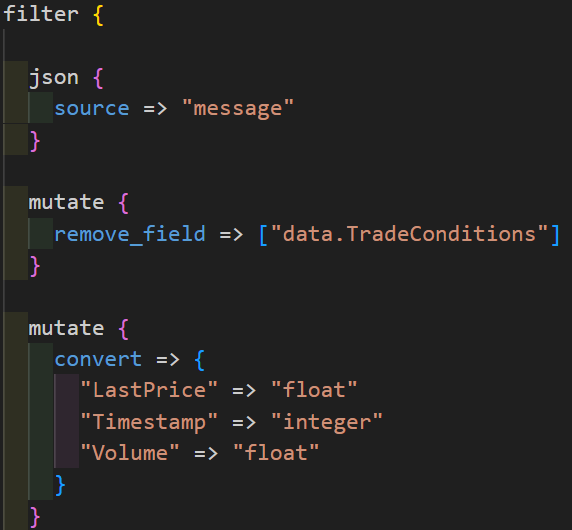 filter {
json {
source => "message"
}
mutate {
remove_field => ["data.TradeConditions"]
}
mutate {
convert => {
"LastPrice" => "float"
"Timestamp" => "integer"
"Volume" => "float"
}
}